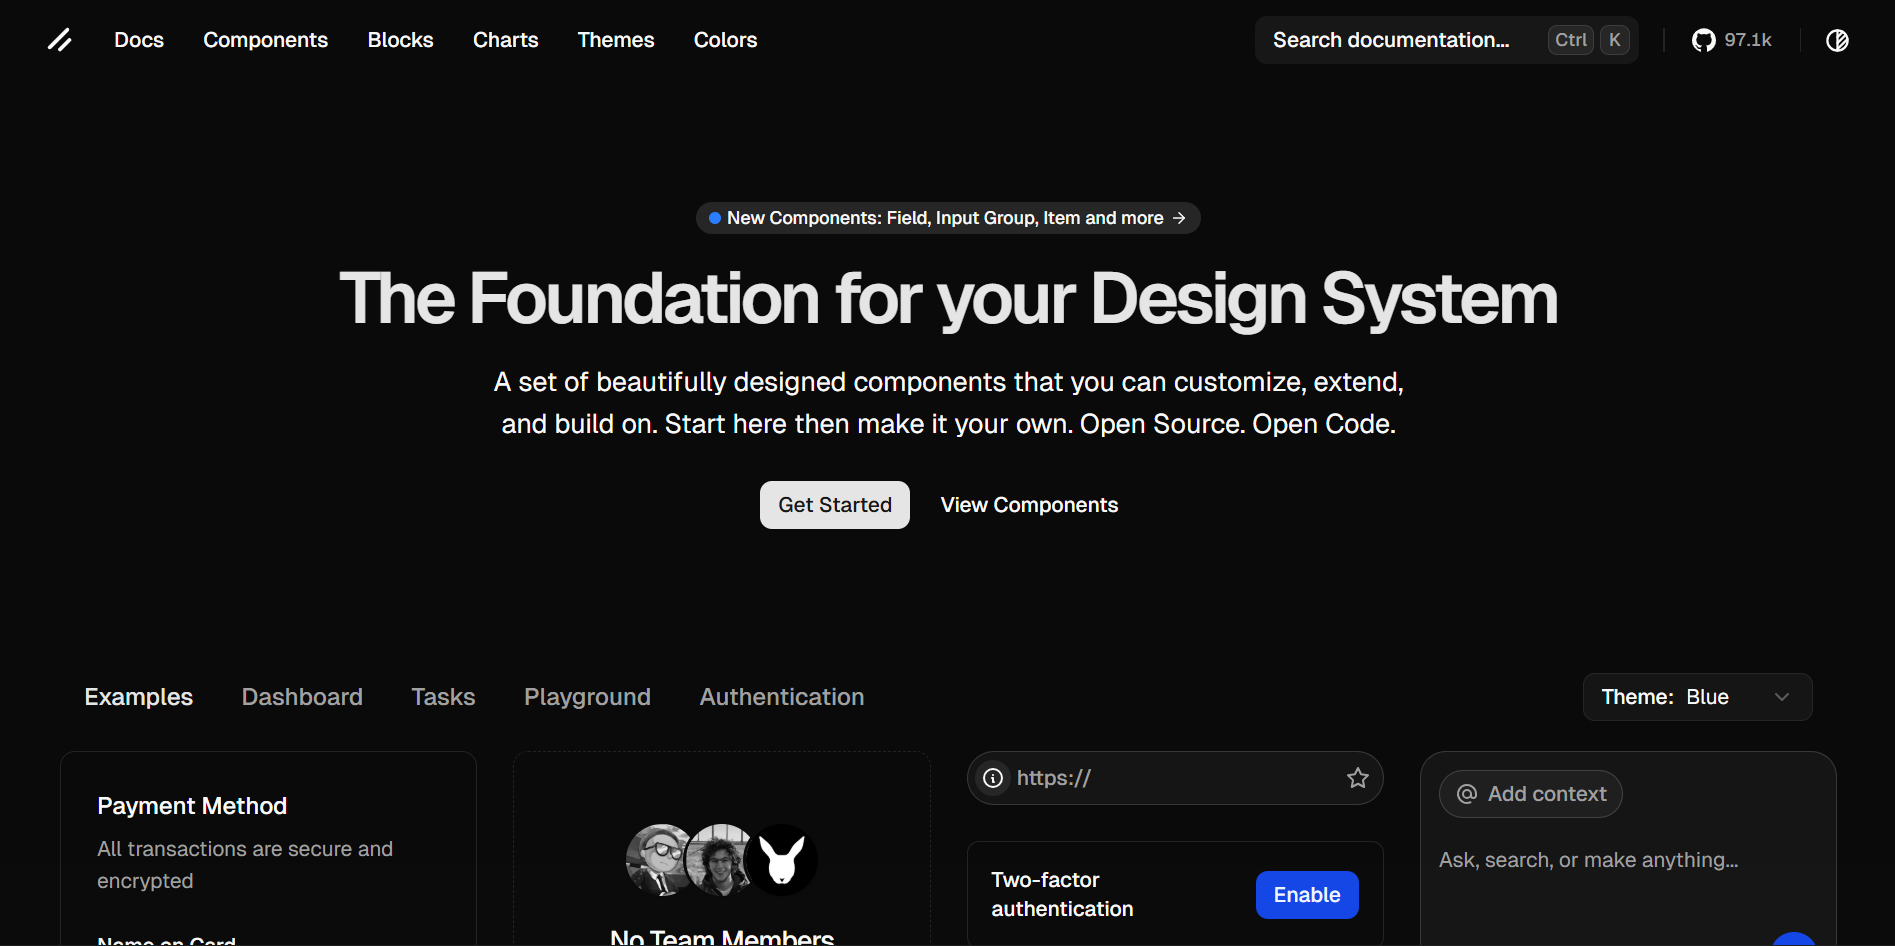 Docs Components Blocks Charts Themes Colors Search documentation... Ctrl K 97.1k
New Components: Field, Input Group, Item and more →
The Foundation for your Design System
A set of beautifully designed components that you can customize, extend,
and build on. Start here then make it your own. Open Source. Open Code.
Get Started View Components
Examples Dashboard Tasks Playground Authentication Theme: Blue
Payment Method
All transactions are secure and
encrypted
Name on Card
No Team Members
https://
Two-factor
authentication
Enable
Add context
Ask, search, or make anything...